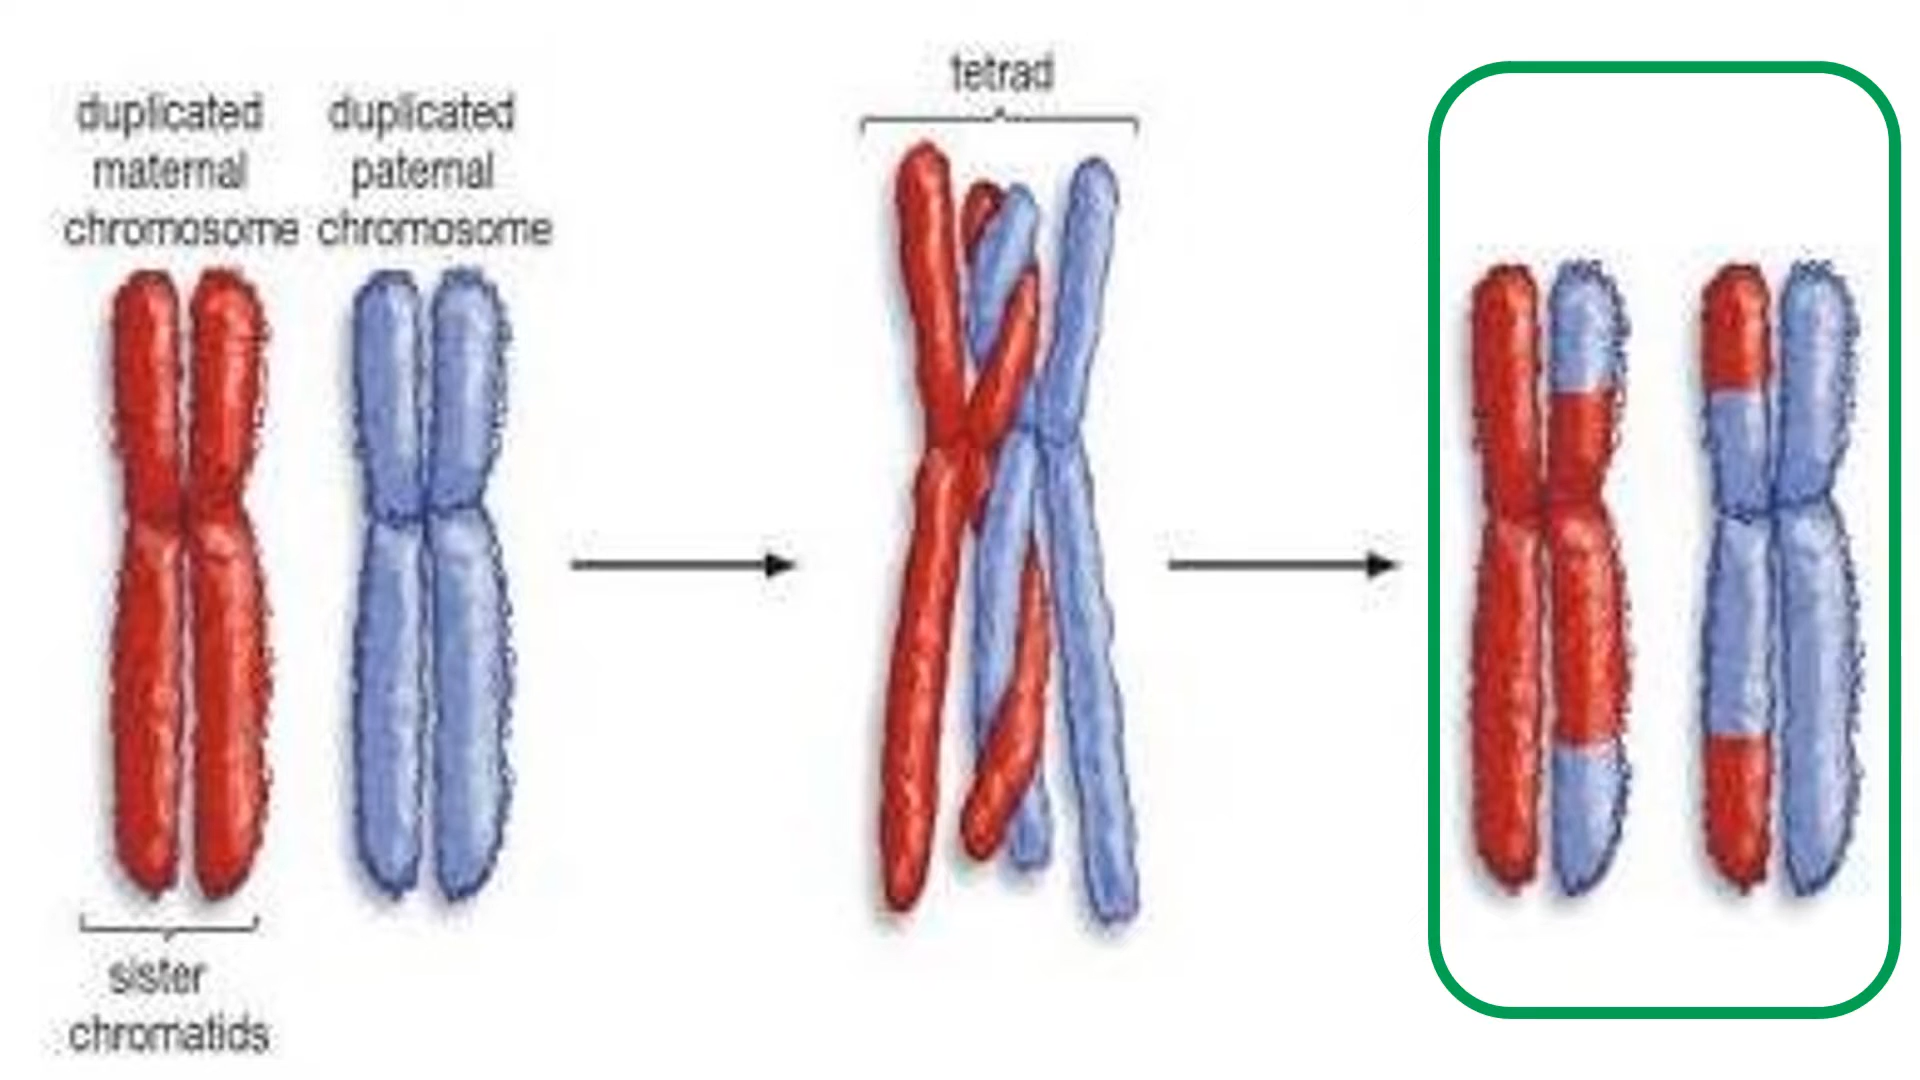 duplicated
maternal
chromosome
duplicated
paternal
chromosome
tetrad
sister
chromatids